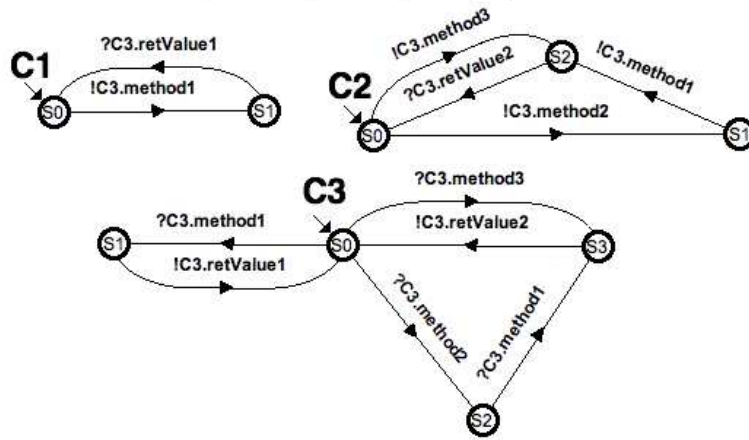 C1
?C3.retValue1
!C3.method1
S0
S1
C2
!C3.method3
?C3.retValue2
!C3.method1
!C3.method2
S0
S2
S1
C3
?C3.method1
!C3.retValue1
?C3.method3
!C3.retValue2
?C3.method2
?C3.method1
S1
S0
S3
S2